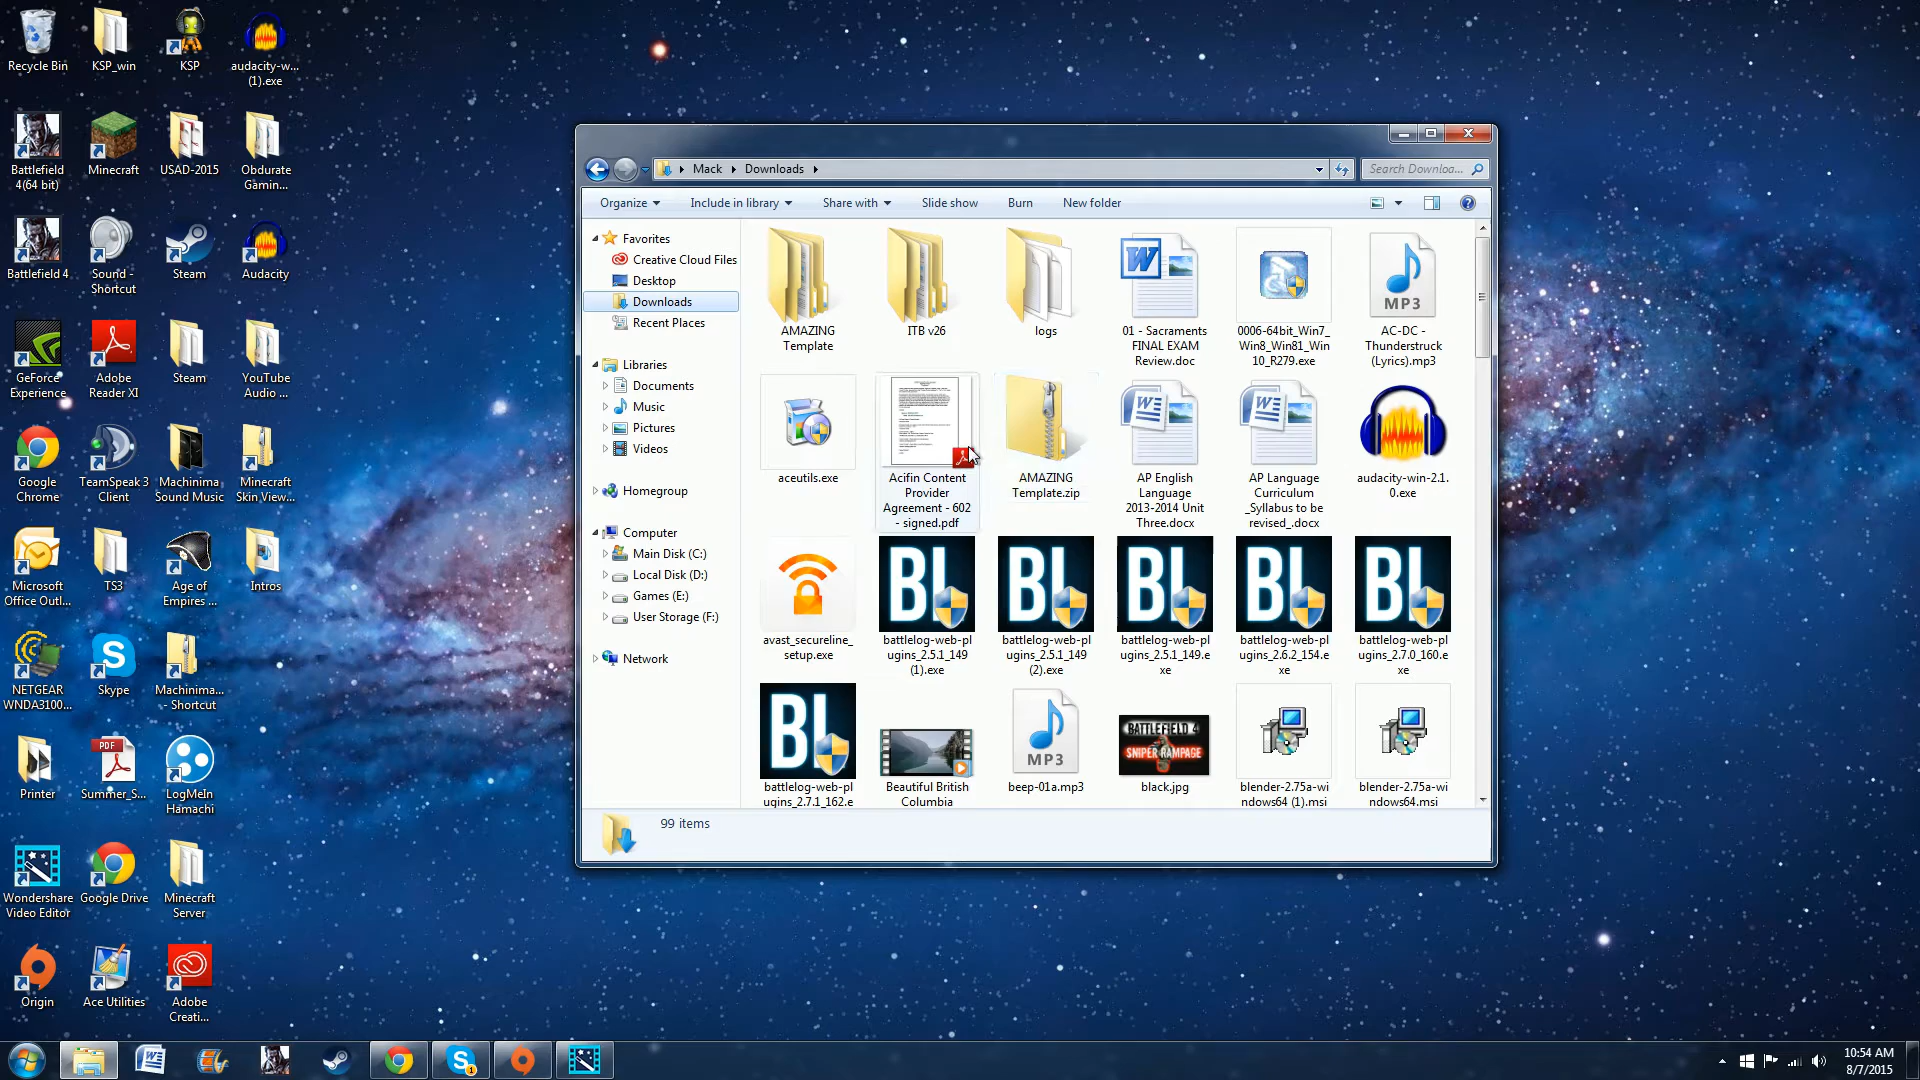 Recycle Bin
KSP_win
KSP
audacity-w...
(1).exe
Battlefield
4(64 bit)
Minecraft
USAD-2015
Obdurate
Gamin...
Battlefield 4
Sound -
Shortcut
Steam
Audacity
GeForce
Experience
Adobe
Reader XI
Steam
YouTube
Audio ...
Google
Chrome
TeamSpeak 3
Client
Machinima
Sound Music
Minecraft
Skin View...
Microsoft
Office Outl...
TS3
Age of
Empires ...
Intros
NETGEAR
WNDA3100...
Skype
Machinima...
- Shortcut
Printer
PDF
Summer_S...
LogMeIn
Hamachi
Wondershare
Video Editor
Google Drive
Minecraft
Server
Origin
Ace Utilities
Adobe
Creati...
Mack
Downloads
Search Downloa...
Organize
Include in library
Share with
Slide show
Burn
New folder
Favorites
Creative Cloud Files
Desktop
Downloads
Recent Places
Libraries
Documents
Music
Pictures
Videos
Homegroup
Computer
Main Disk (C:)
Local Disk (D:)
Games (E:)
User Storage (F:)
Network
AMAZING
Template
ITB v26
logs
01 - Sacraments
FINAL EXAM
Review.doc
0006-64bit_Win7_
Win8_Win81_Win
10_R279.exe
MP3
AC-DC -
Thunderstruck
(Lyrics).mp3
aceutils.exe
Acifin Content
Provider
Agreement - 602
- signed.pdf
AMAZING
Template.zip
AP English
Language
2013-2014 Unit
Three.docx
AP Language
Curriculum
_Syllabus to be
revised_.docx
audacity-win-2.1.
0.exe
avast_secureline_
setup.exe
BL
battlelog-web-pl
ugins_2.5.1_149
(1).exe
BL
battlelog-web-pl
ugins_2.5.1_149
(2).exe
BL
battlelog-web-pl
ugins_2.5.1_149.e
xe
BL
battlelog-web-pl
ugins_2.6.2_154.e
xe
BL
battlelog-web-pl
ugins_2.7.0_160.e
xe
BL
battlelog-web-pl
ugins_2.7.1_162.e
Beautiful British
Columbia
MP3
beep-01a.mp3
BATTLEFIELD 4
SNIPER RAMPAGE
black.jpg
blender-2.75a-wi
ndows64 (1).msi
blender-2.75a-wi
ndows64.msi
99 items
10:54 AM
8/7/2015